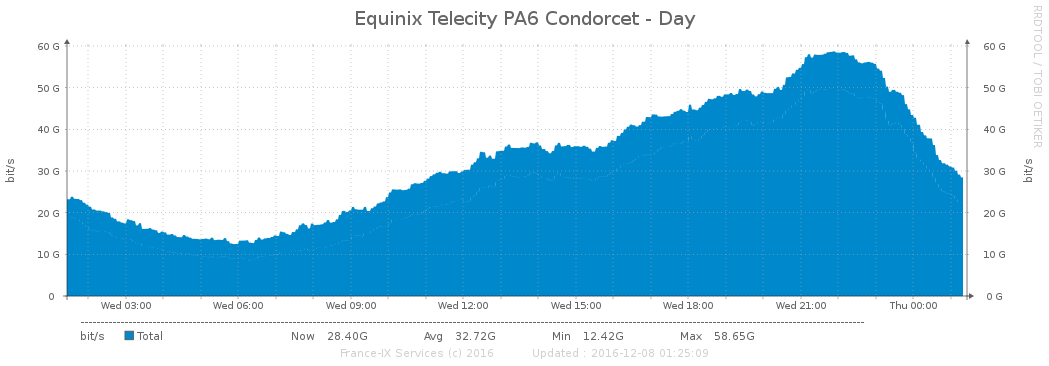 Equinix Telecity PA6 Condorcet - Day
RRDTOOL / TOBI OETIKER
60 G 60 G
50 G 50 G
40 G 40 G
30 G 30 G
20 G 20 G
10 G 10 G
0 0 G
bit/s
bit/s
Wed 03:00 Wed 06:00 Wed 09:00 Wed 12:00 Wed 15:00 Wed 18:00 Wed 21:00 Thu 00:00
bit/s Total Now 28.40G Avg 32.72G Min 12.42G Max 58.65G
France-IX Services (c) 2016 Updated : 2016-12-08 01:25:09